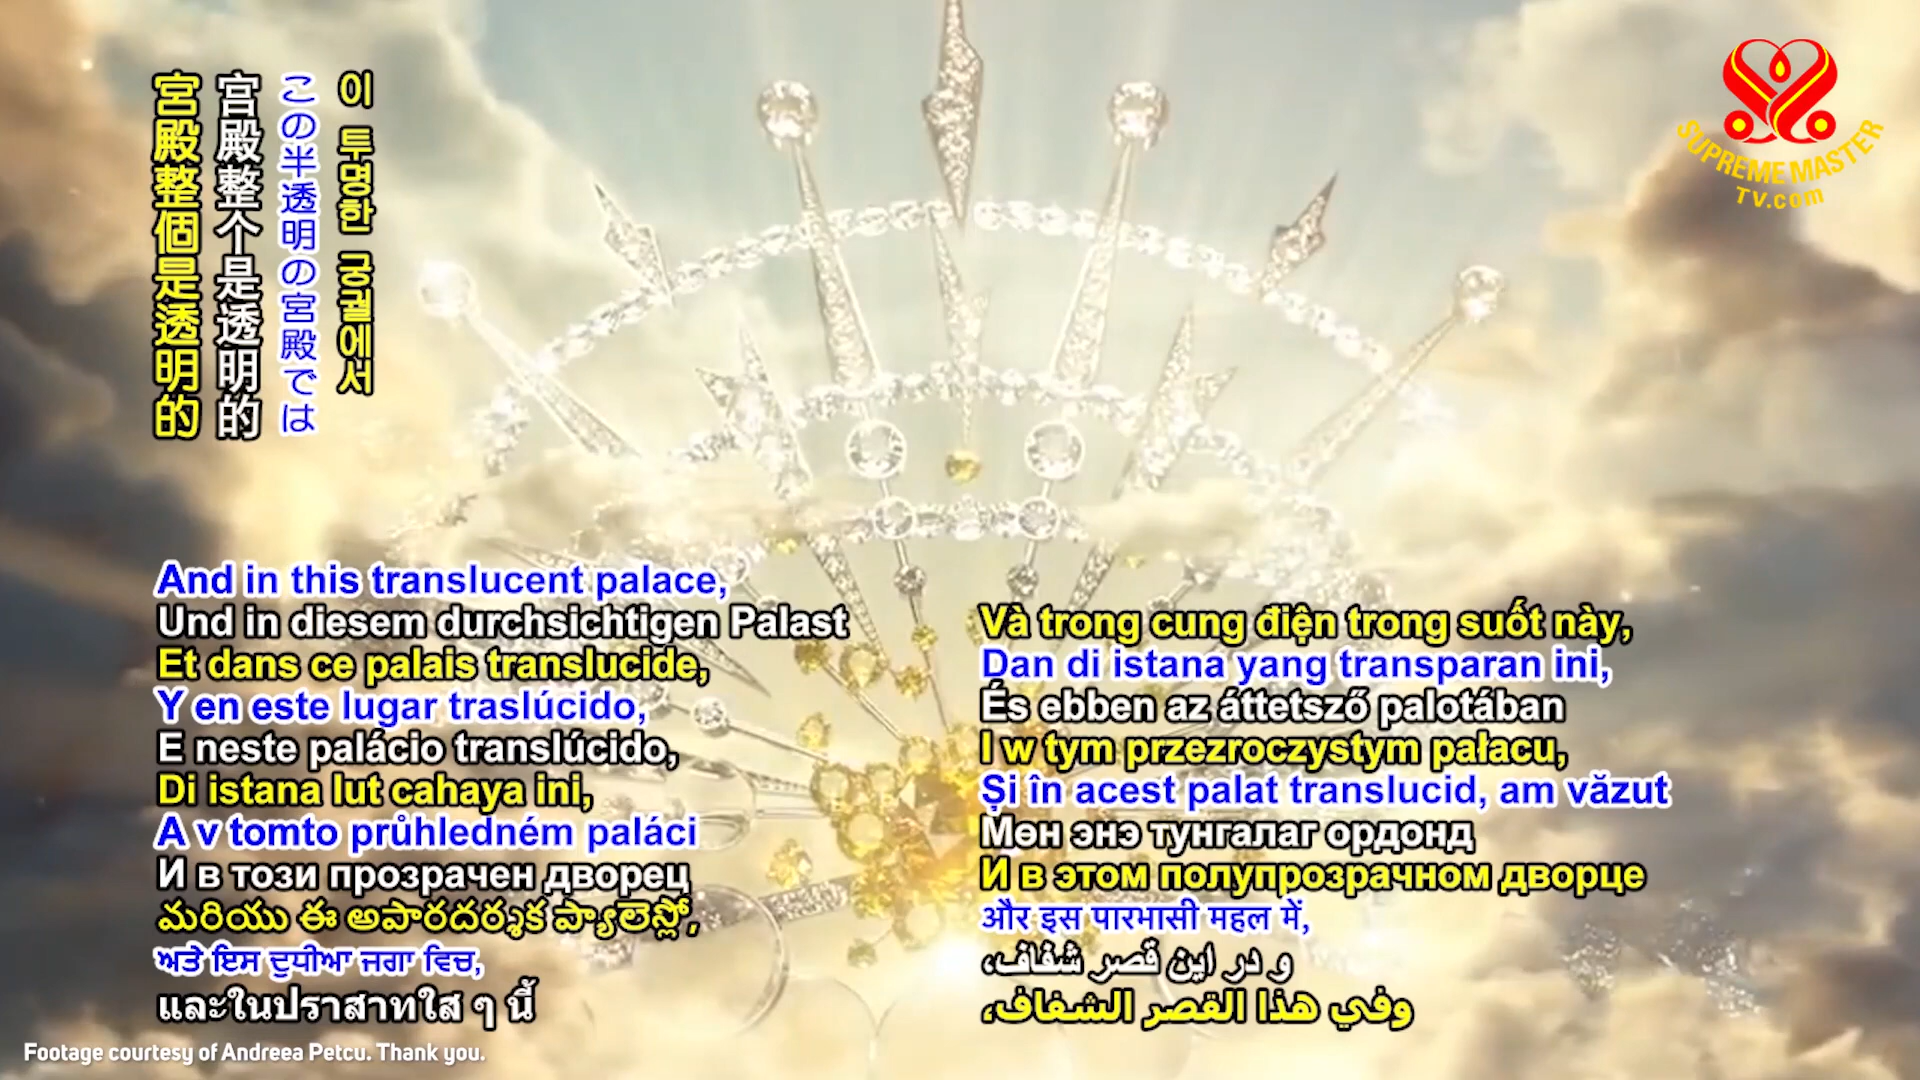 宮殿整個是透明的
宫殿整个是透明的
この半透明の宮殿では
이 투명한 궁궐에서
SUPREME MASTER
TV.com
And in this translucent palace,
Und in diesem durchsichtigen Palast
Et dans ce palais translucide,
Y en este lugar traslúcido,
E neste palácio translúcido,
Di istana lut cahaya ini,
A v tomto průhledném paláci
И в този прозрачен дворец
మరియు ఈ అపారదర్శక ప్యాలెస్లో,
ਅਤੇ ਇਸ ਦੁਧੀਆ ਜਗਾ ਵਿਚ,
และในปราสาทใส ๆ นี้
Và trong cung điện trong suốt này,
Dan di istana yang transparan ini,
És ebben az áttetsző palotában
I w tym przezroczystym pałacu,
Și în acest palat translucid, am văzut
Мөн энэ тунгалаг ордонд
И в этом полупрозрачном дворце
और इस पारभासी महल में,
و در این قصر شفاف،
وفي هذا القصر الشفاف،
Footage courtesy of Andreea Petcu. Thank you.